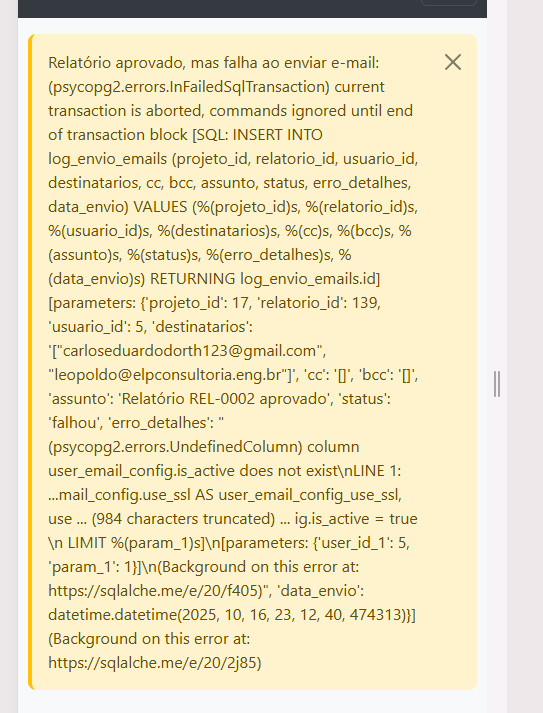 Relatório aprovado, mas falha ao enviar e-mail:
(psycopg2.errors.InFailedSqlTransaction) current
transaction is aborted, commands ignored until end
of transaction block [SQL: INSERT INTO
log_envio_emails (projeto_id, relatorio_id, usuario_id,
destinatarios, cc, bcc, assunto, status, erro_detalhes,
data_envio) VALUES (%(projeto_id)s, %(relatorio_id)s,
%(usuario_id)s, %(destinatarios)s, %(cc)s, %(bcc)s, %
(assunto)s, %(status)s, %(erro_detalhes)s, %
(data_envio)s) RETURNING log_envio_emails.id]
[parameters: {'projeto_id': 17, 'relatorio_id': 139,
'usuario_id': 5, 'destinatarios':
'["carloseduardodorth123@gmail.com",
"leopoldo@elpconsultoria.eng.br"]', 'cc': '[]', 'bcc': '[]',
'assunto': 'Relatório REL-0002 aprovado', 'status':
'falhou', 'erro_detalhes': "
(psycopg2.errors.UndefinedColumn) column
user_email_config.is_active does not exist\nLINE 1:
...mail_config.use_ssl AS user_email_config_use_ssl,
use ... (984 characters truncated) ... ig.is_active = true
\n LIMIT %(param_1)s]\n[parameters: {'user_id_1': 5,
'param_1': 1}]\n(Background on this error at:
https://sqlalche.me/e/20/f405)", 'data_envio':
datetime.datetime(2025, 10, 16, 23, 12, 40, 474313)}]
(Background on this error at:
https://sqlalche.me/e/20/2j85)